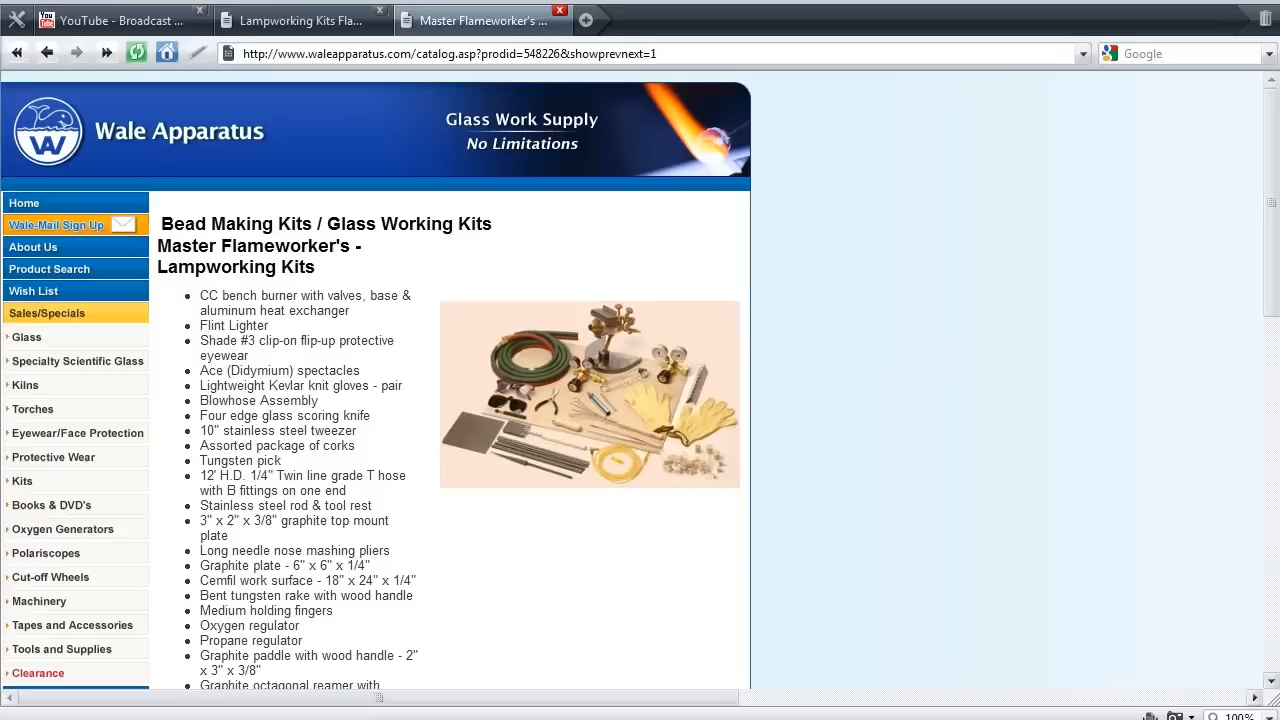 YouTube - Broadcast ...
Lampworking Kits Fla...
Master Flameworker's ...
http://www.waleapparatus.com/catalog.asp?prodid=548226&showprevnext=1
Google
Wale Apparatus
Glass Work Supply
No Limitations
Home
Wale-Mail Sign Up
About Us
Product Search
Wish List
Sales/Specials
Glass
Specialty Scientific Glass
Kilns
Torches
Eyewear/Face Protection
Protective Wear
Kits
Books & DVD's
Oxygen Generators
Polariscopes
Cut-off Wheels
Machinery
Tapes and Accessories
Tools and Supplies
Clearance
Bead Making Kits / Glass Working Kits
Master Flameworker's -
Lampworking Kits
CC bench burner with valves, base &
aluminum heat exchanger
Flint Lighter
Shade #3 clip-on flip-up protective
eyewear
Ace (Didymium) spectacles
Lightweight Kevlar knit gloves - pair
Blowhose Assembly
Four edge glass scoring knife
10" stainless steel tweezer
Assorted package of corks
Tungsten pick
12' H.D. 1/4" Twin line grade T hose
with B fittings on one end
Stainless steel rod & tool rest
3" x 2" x 3/8" graphite top mount
plate
Long needle nose mashing pliers
Graphite plate - 6" x 6" x 1/4"
Cemfil work surface - 18" x 24" x 1/4"
Bent tungsten rake with wood handle
Medium holding fingers
Oxygen regulator
Propane regulator
Graphite paddle with wood handle - 2"
x 3" x 3/8"
Graphite octagonal reamer with
100%